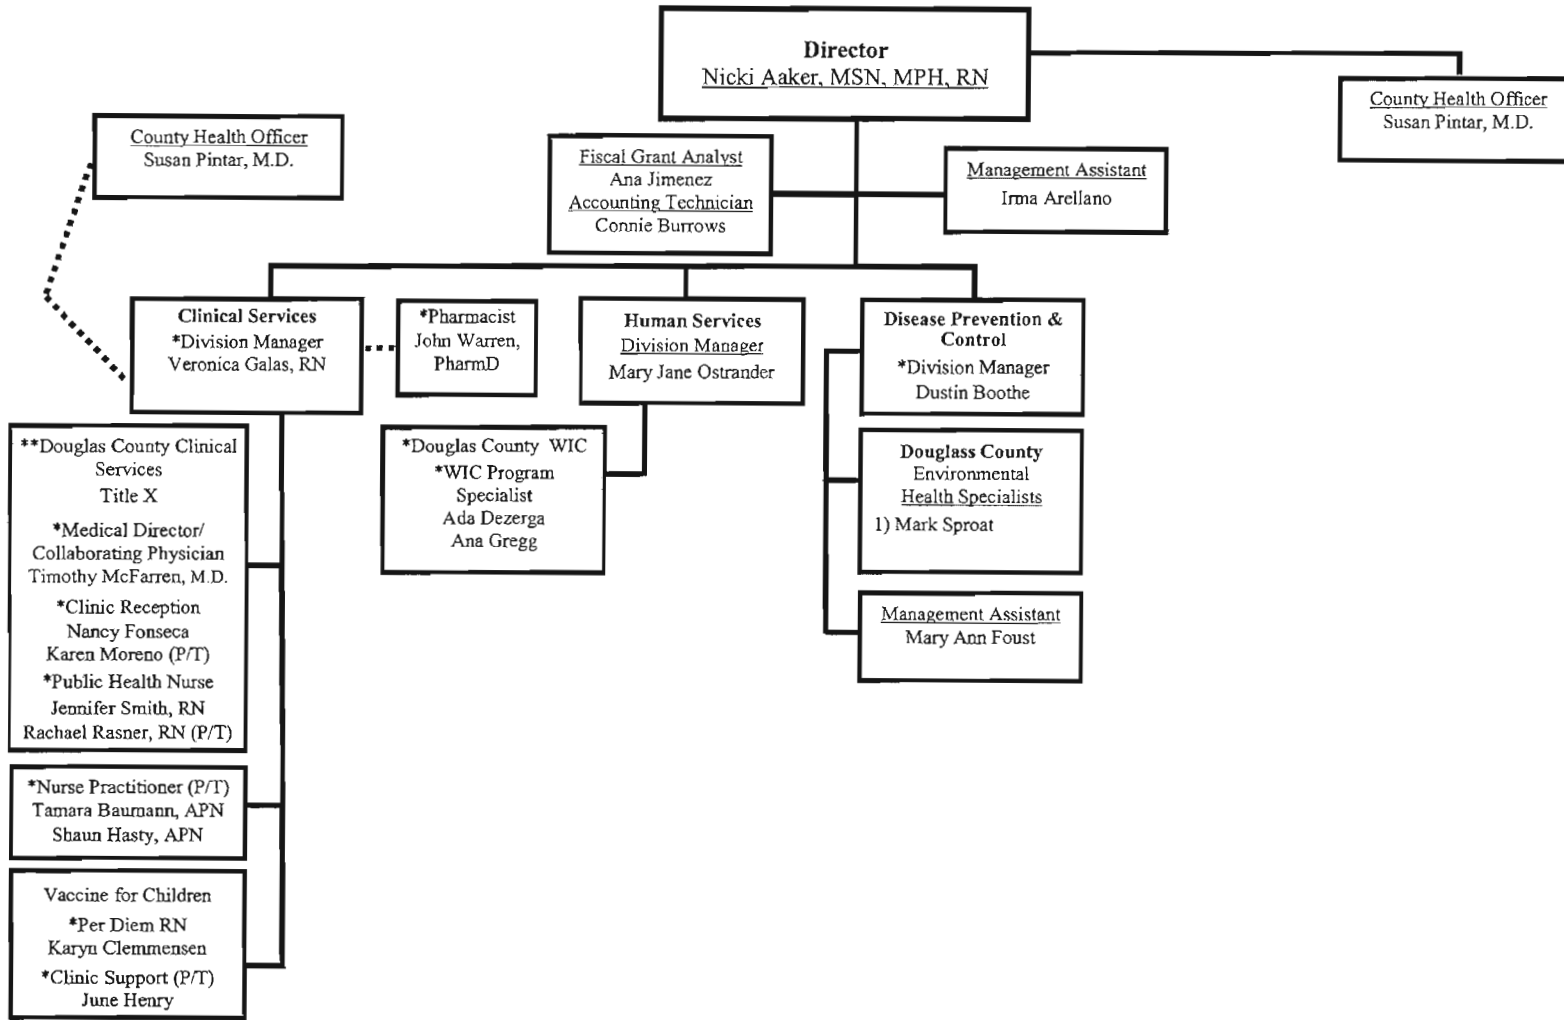 Director
Nicki Aaker, MSN, MPH, RN
County Health Officer
Susan Pintar, M.D.
County Health Officer
Susan Pintar, M.D.
Fiscal Grant Analyst
Ana Jimenez
Accounting Technician
Connie Burrows
Management Assistant
Irma Arellano
Clinical Services
*Division Manager
Veronica Galas, RN
*Pharmacist
John Warren,
PharmD
Human Services
Division Manager
Mary Jane Ostrander
Disease Prevention &
Control
*Division Manager
Dustin Boothe
**Douglas County Clinical
Services
Title X
*Medical Director/
Collaborating Physician
Timothy McFarren, M.D.
*Clinic Reception
Nancy Fonseca
Karen Moreno (P/T)
*Public Health Nurse
Jennifer Smith, RN
Rachael Rasner, RN (P/T)
*Douglas County WIC
*WIC Program
Specialist
Ada Dezerga
Ana Gregg
Douglass County
Environmental
Health Specialists
1) Mark Sproat
Management Assistant
Mary Ann Foust
*Nurse Practitioner (P/T)
Tamara Baumann, APN
Shaun Hasty, APN
Vaccine for Children
*Per Diem RN
Karyn Clemmensen
*Clinic Support (P/T)
June Henry